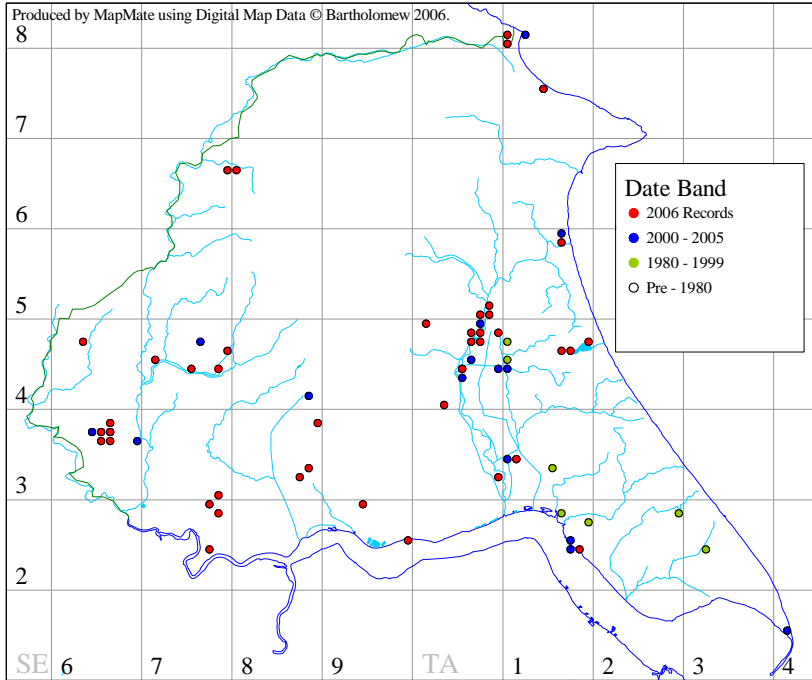 Produced by MapMate using Digital Map Data © Bartholomew 2006.
8
7
Date Band
2006 Records
2000 - 2005
1980 - 1999
Pre - 1980
6
5
4
3
2
SE 6 7 8 9 TA 1 2 3 4